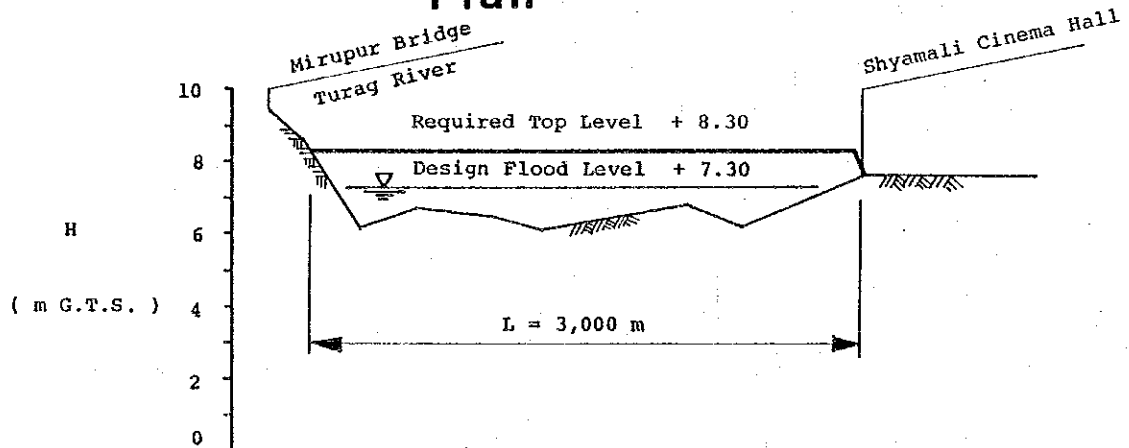 Mirupur Bridge
Turag River
Shyamali Cinema Hall
10
Required Top Level + 8.30
8
Design Flood Level + 7.30
H
6
( m G.T.S. )
4
L = 3,000 m
2
0